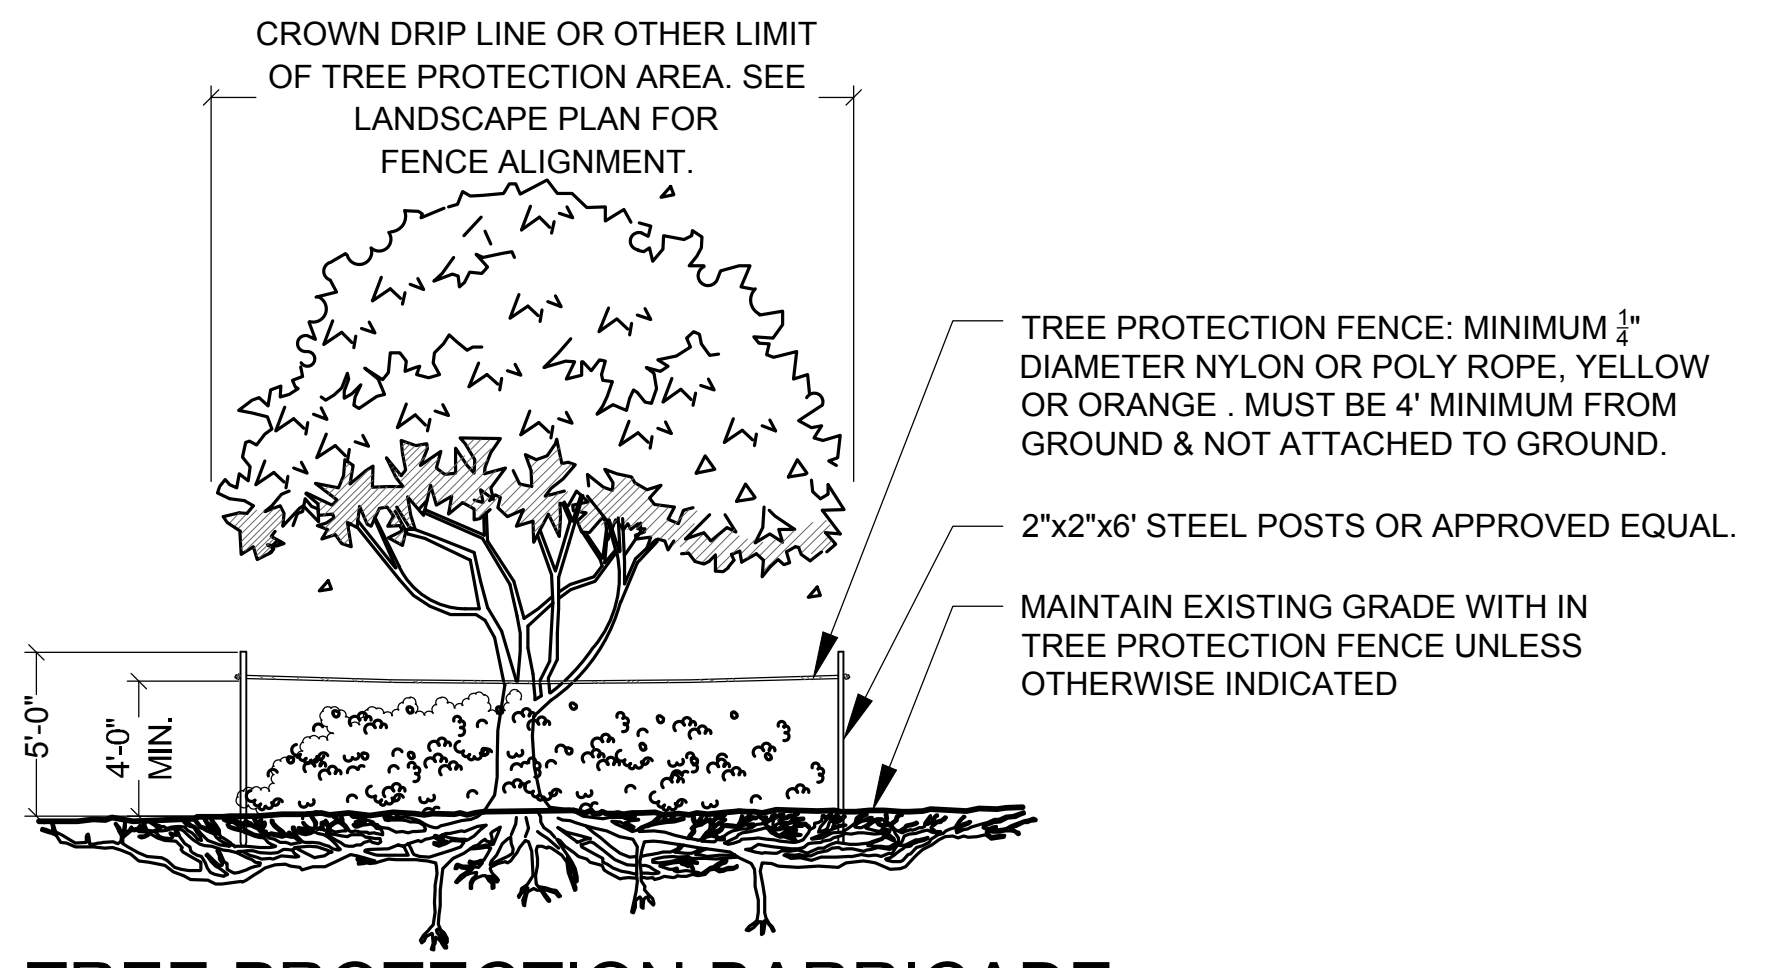 CROWN DRIP LINE OR OTHER LIMIT
OF TREE PROTECTION AREA. SEE
LANDSCAPE PLAN FOR
FENCE ALIGNMENT.
TREE PROTECTION FENCE: MINIMUM 1/4"
DIAMETER NYLON OR POLY ROPE, YELLOW
OR ORANGE . MUST BE 4' MINIMUM FROM
GROUND & NOT ATTACHED TO GROUND.
2"x2"x6' STEEL POSTS OR APPROVED EQUAL.
MAINTAIN EXISTING GRADE WITH IN
TREE PROTECTION FENCE UNLESS
OTHERWISE INDICATED
5'-0"
4'-0"
MIN.
TREE PROTECTION BARRICADE